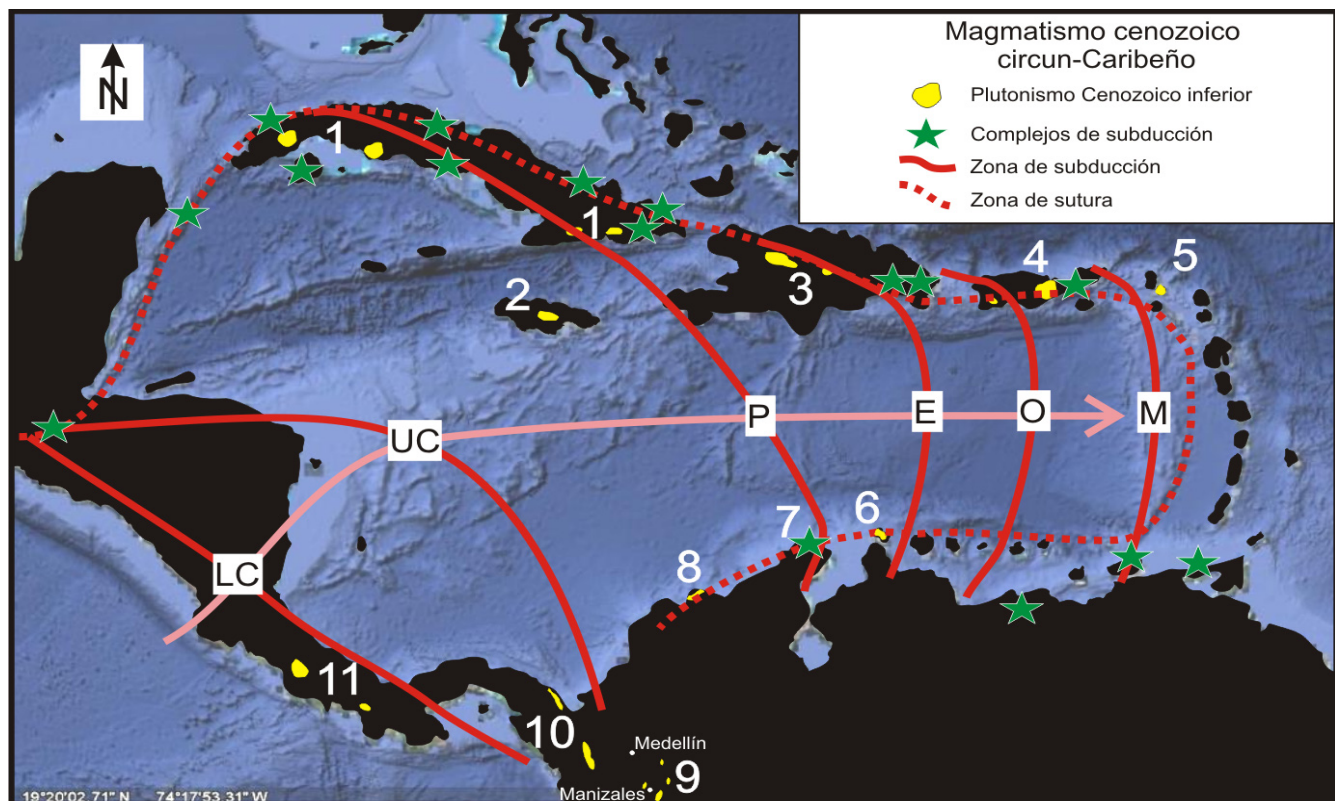 Magmatismo cenozoico
circun-Caribeño
Plutonismo Cenozoico inferior
Complejos de subducción
Zona de subducción
Zona de sutura
N
1
1
2
3
4
5
UC
P
E
O
M
6
7
8
LC
11
10
Medellín
9
Manizales
19°20'02.71" N 74°17'53.31" W